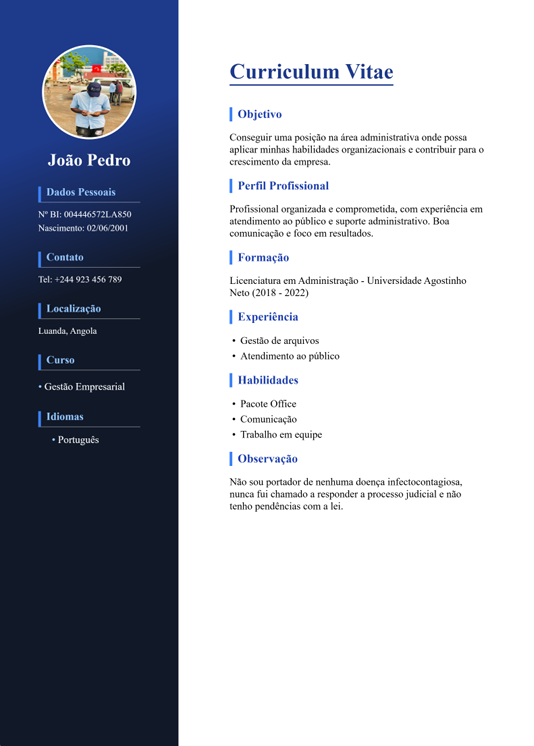 João Pedro
Dados Pessoais
Nº BI: 004446572LA850
Nascimento: 02/06/2001
Contato
Tel: +244 923 456 789
Localização
Luanda, Angola
Curso
• Gestão Empresarial
Idiomas
• Português
Curriculum Vitae
Objetivo
Conseguir uma posição na área administrativa onde possa
aplicar minhas habilidades organizacionais e contribuir para o
crescimento da empresa.
Perfil Profissional
Profissional organizada e comprometida, com experiência em
atendimento ao público e suporte administrativo. Boa
comunicação e foco em resultados.
Formação
Licenciatura em Administração - Universidade Agostinho
Neto (2018 - 2022)
Experiência
• Gestão de arquivos
• Atendimento ao público
Habilidades
• Pacote Office
• Comunicação
• Trabalho em equipe
Observação
Não sou portador de nenhuma doença infectocontagiosa,
nunca fui chamado a responder a processo judicial e não
tenho pendências com a lei.